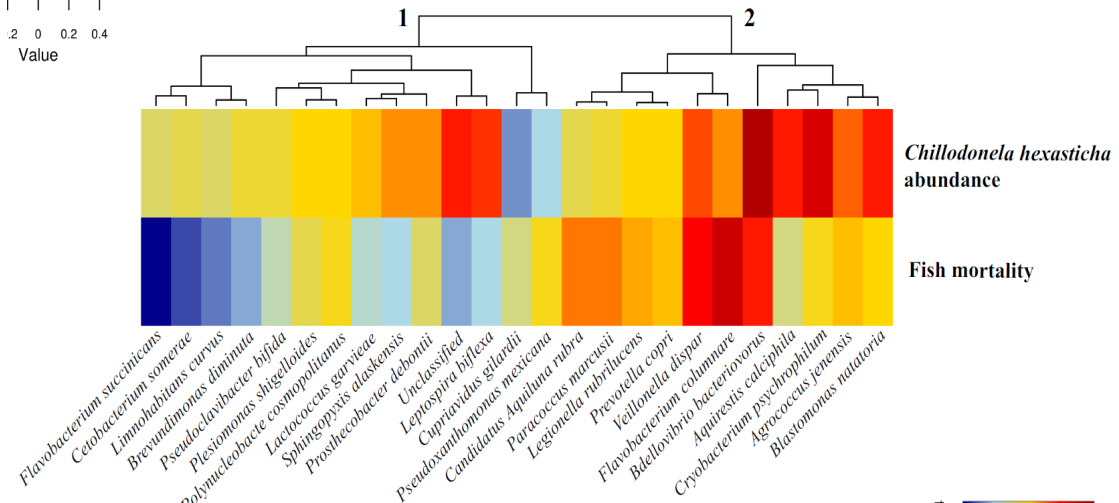 .2 0 0.2 0.4
Value
1 2
Chillodonela hexasticha
abundance
Fish mortality
Flavobacterium succinicans
Cetobacterium somerae
Limnohabitans curvus
Brevundimonas diminuta
Pseudoclavibacter bifida
Plesiomonas shigelloides
Polynucleobacte cosmopolitanus
Lactococcus garvieae
Sphingopyxis alaskensis
Prosthecobacter debontii
Unclassified
Leptospira biflexa
Cupriavidus gilardii
Pseudoxanthomonas mexicana
Candidatus Aquiluna rubra
Paracoccus marcusii
Legionella rubrilucens
Prevotella copri
Veillonella dispar
Flavobacterium columnare
Bdellovibrio bacteriovorus
Aquirestis calciphila
Cryobacterium psychrophilum
Agrococcus jenensis
Blastomonas natatoria